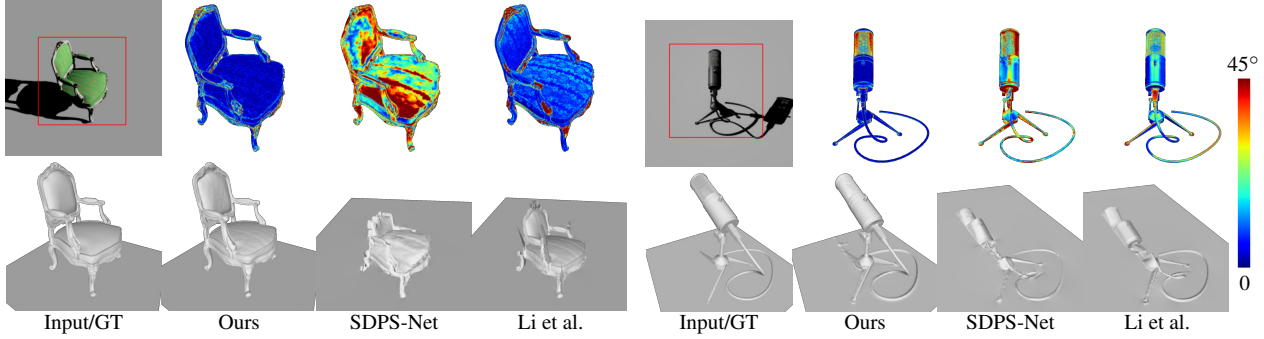 45°
0
Input/GT Ours SDPS-Net Li et al. Input/GT Ours SDPS-Net Li et al.